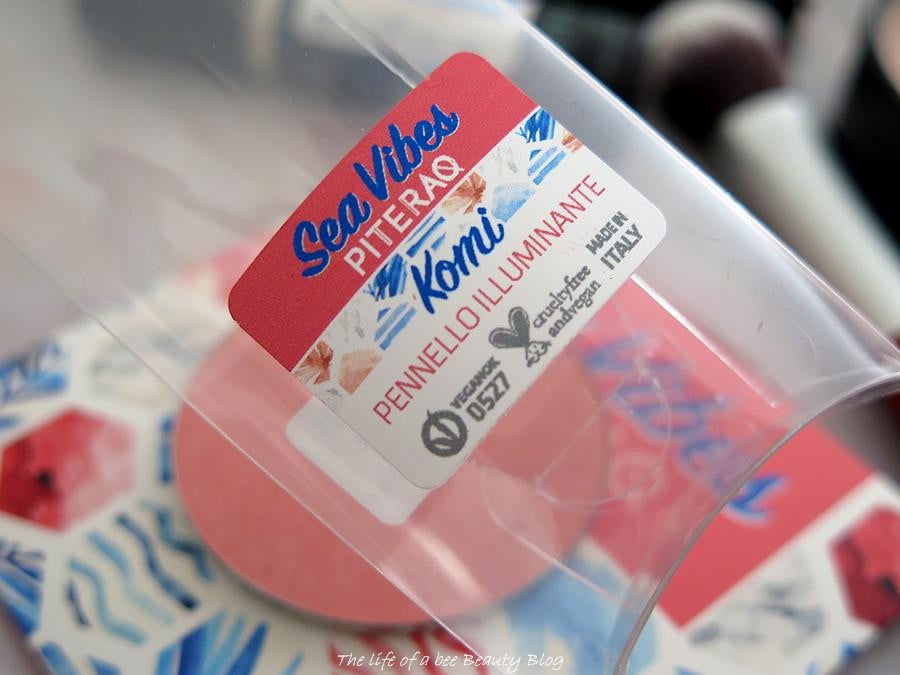 Sea Vibes
PITERAQ
Komi
PENNELLO ILLUMINANTE
MADE IN
ITALY
crueltyfree
andvegan
VEGANOK
0527
Vibes
The life of a bee Beauty Blog